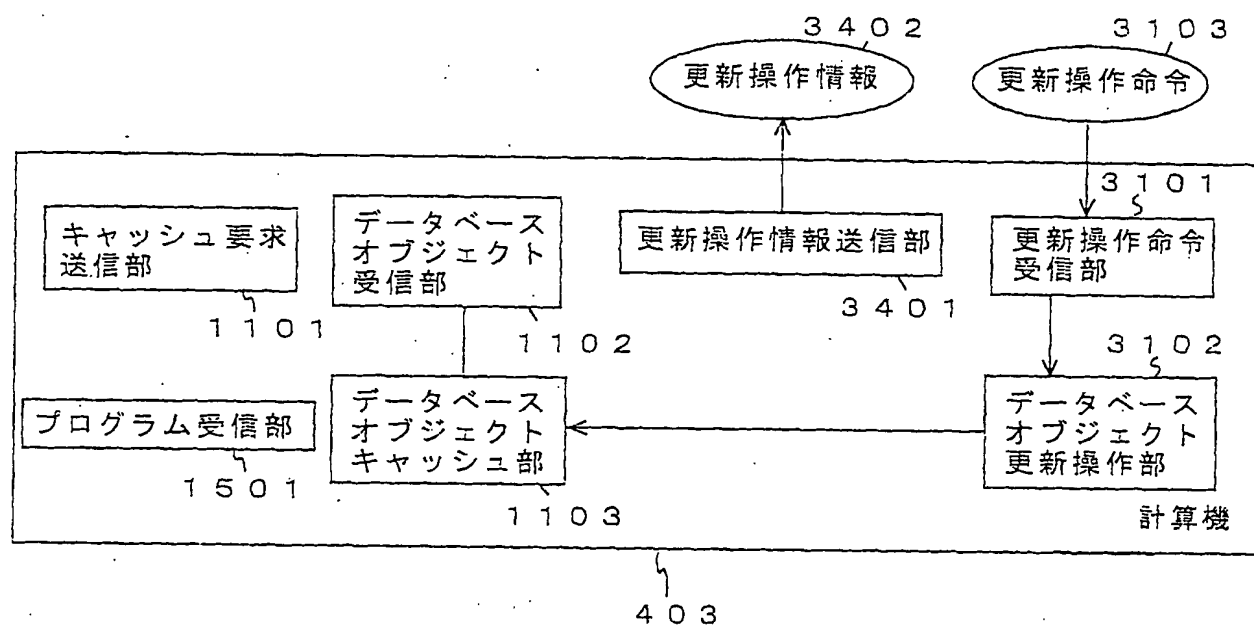 3402
3103
更新操作情報
更新操作命令
3101
キャッシュ要求
送信部
1101
データベース
オブジェクト
受信部
1102
更新操作情報送信部
3401
更新操作命令
受信部
3102
プログラム受信部
1501
データベース
オブジェクト
キャッシュ部
1103
データベース
オブジェクト
更新操作部
計算機
403